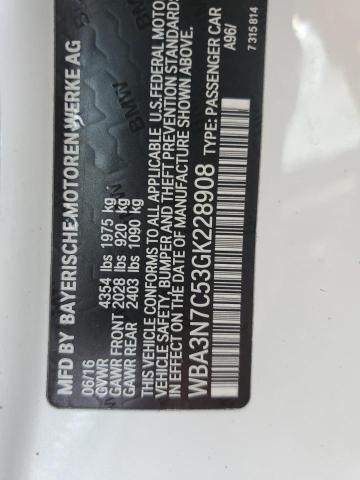 MFD BY BAYERISCHE MOTOREN WERKE AG
06/16
GVWR 4354 lbs 1975 kg
GAWR FRONT 2028 lbs 920 kg
GAWR REAR 2403 lbs 1090 kg
THIS VEHICLE CONFORMS TO ALL APPLICABLE U.S. FEDERAL MOTOR
VEHICLE SAFETY, BUMPER AND THEFT PREVENTION STANDARDS
IN EFFECT ON THE DATE OF MANUFACTURE SHOWN ABOVE.
WBA3N7C53GK228908 TYPE: PASSENGER CAR
A96/
7 315 814
BMW